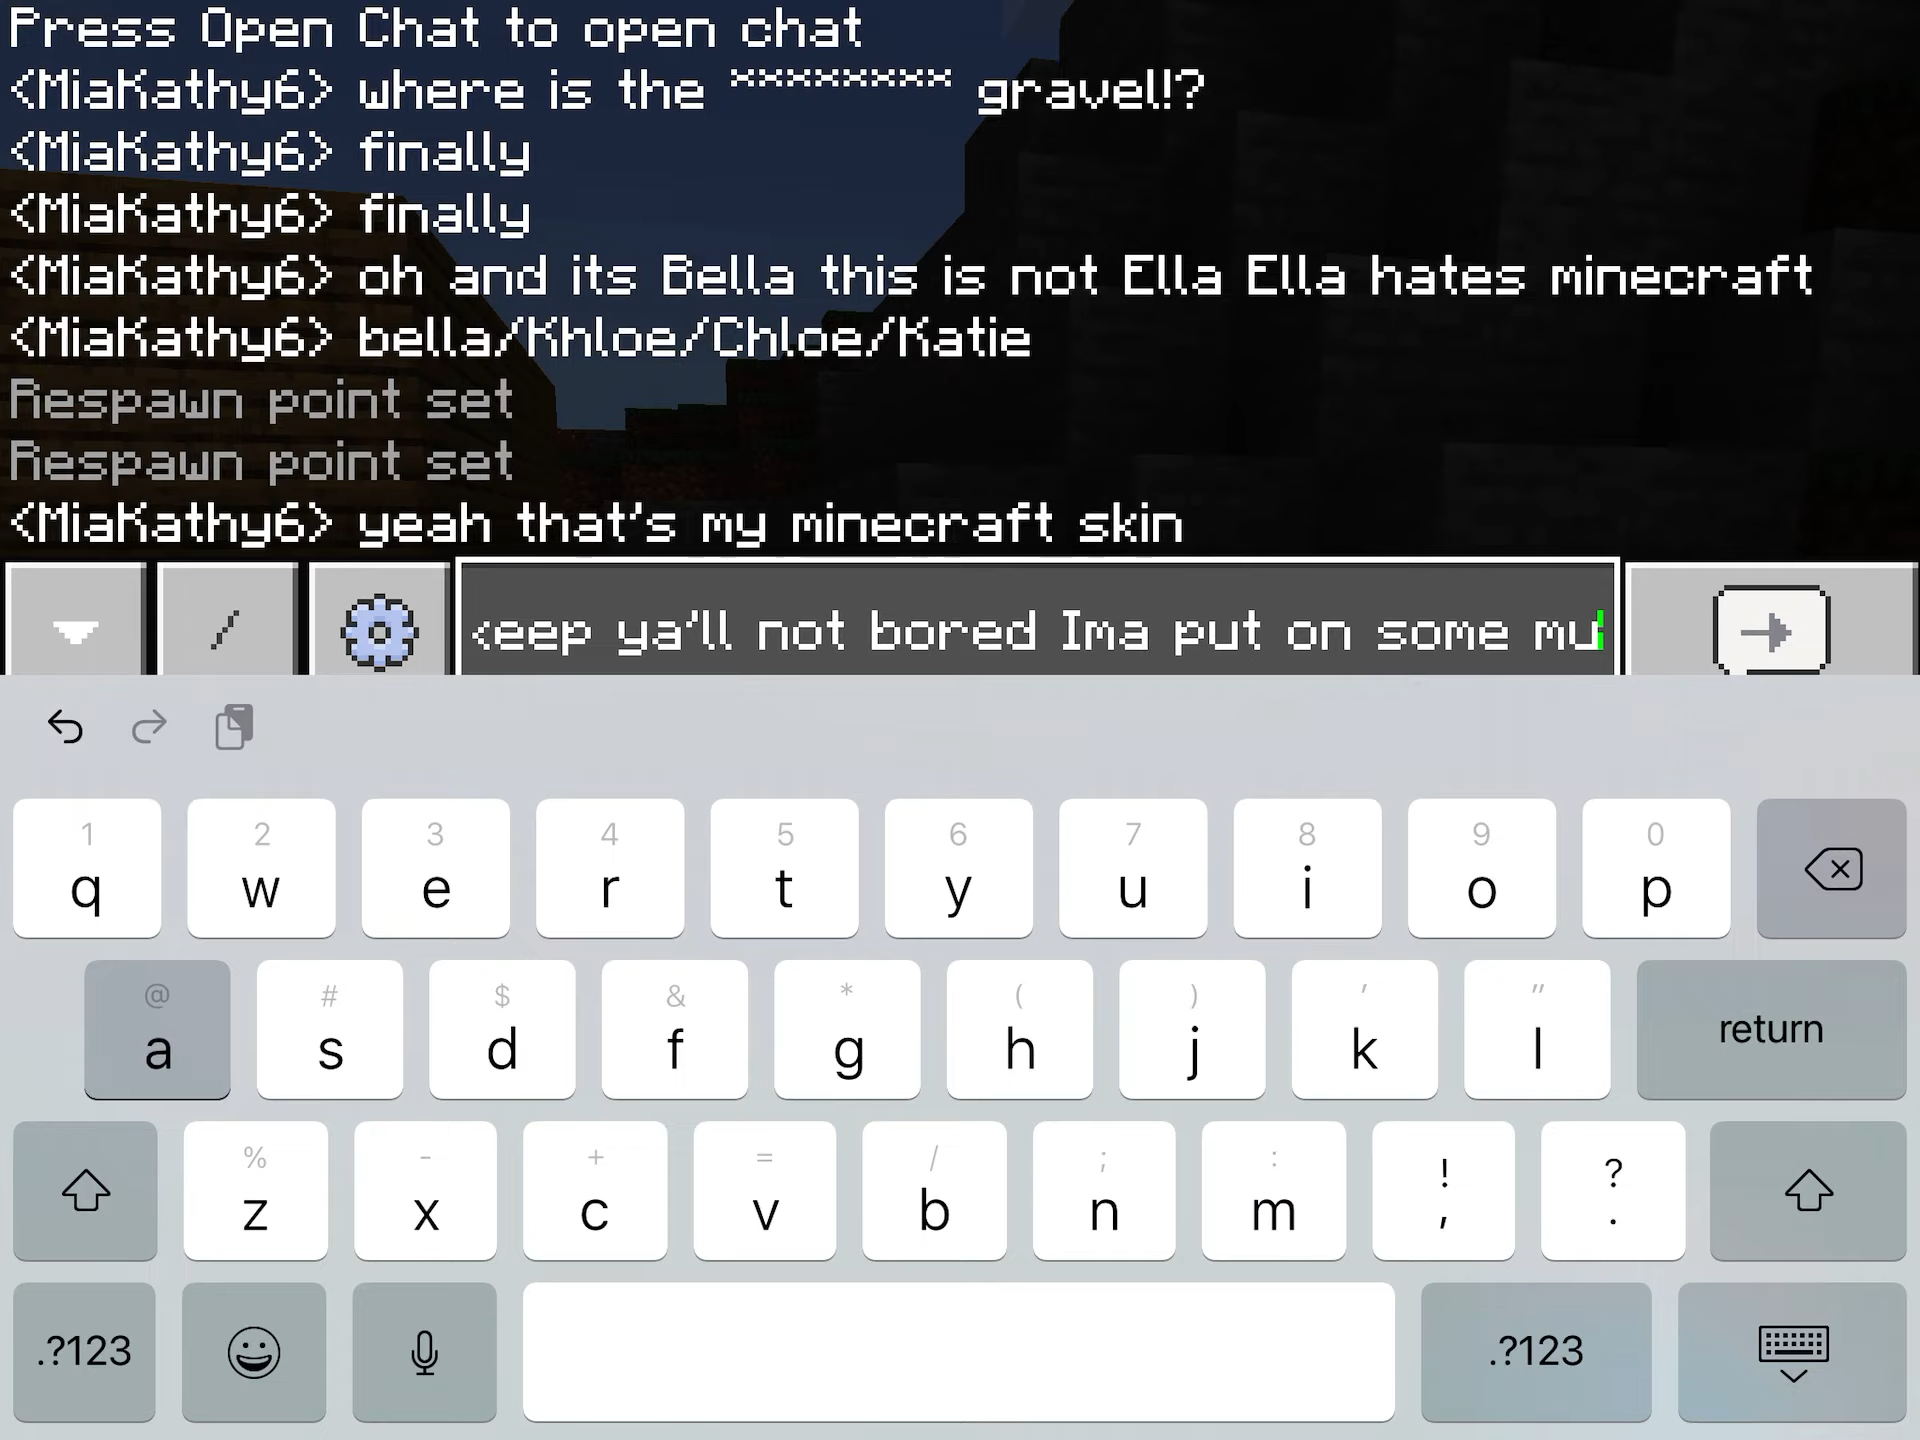 Press Open Chat to open chat
<MiaKathy6> where is the ********* gravel!?
<MiaKathy6> finally
<MiaKathy6> finally
<MiaKathy6> oh and its Bella this is not Ella Ella hates minecraft
<MiaKathy6> bella/Khloe/Chloe/Katie
Respawn point set
Respawn point set
<MiaKathy6> yeah that's my minecraft skin
/ keep ya'll not bored Ima put on some mu
1 2 3 4 5 6 7 8 9 0
q w e r t y u i o p
@ # $ & * ( ) ' "
a s d f g h j k l return
% - + = / ; : ! ?
z x c v b n m , .
.?123 .?123